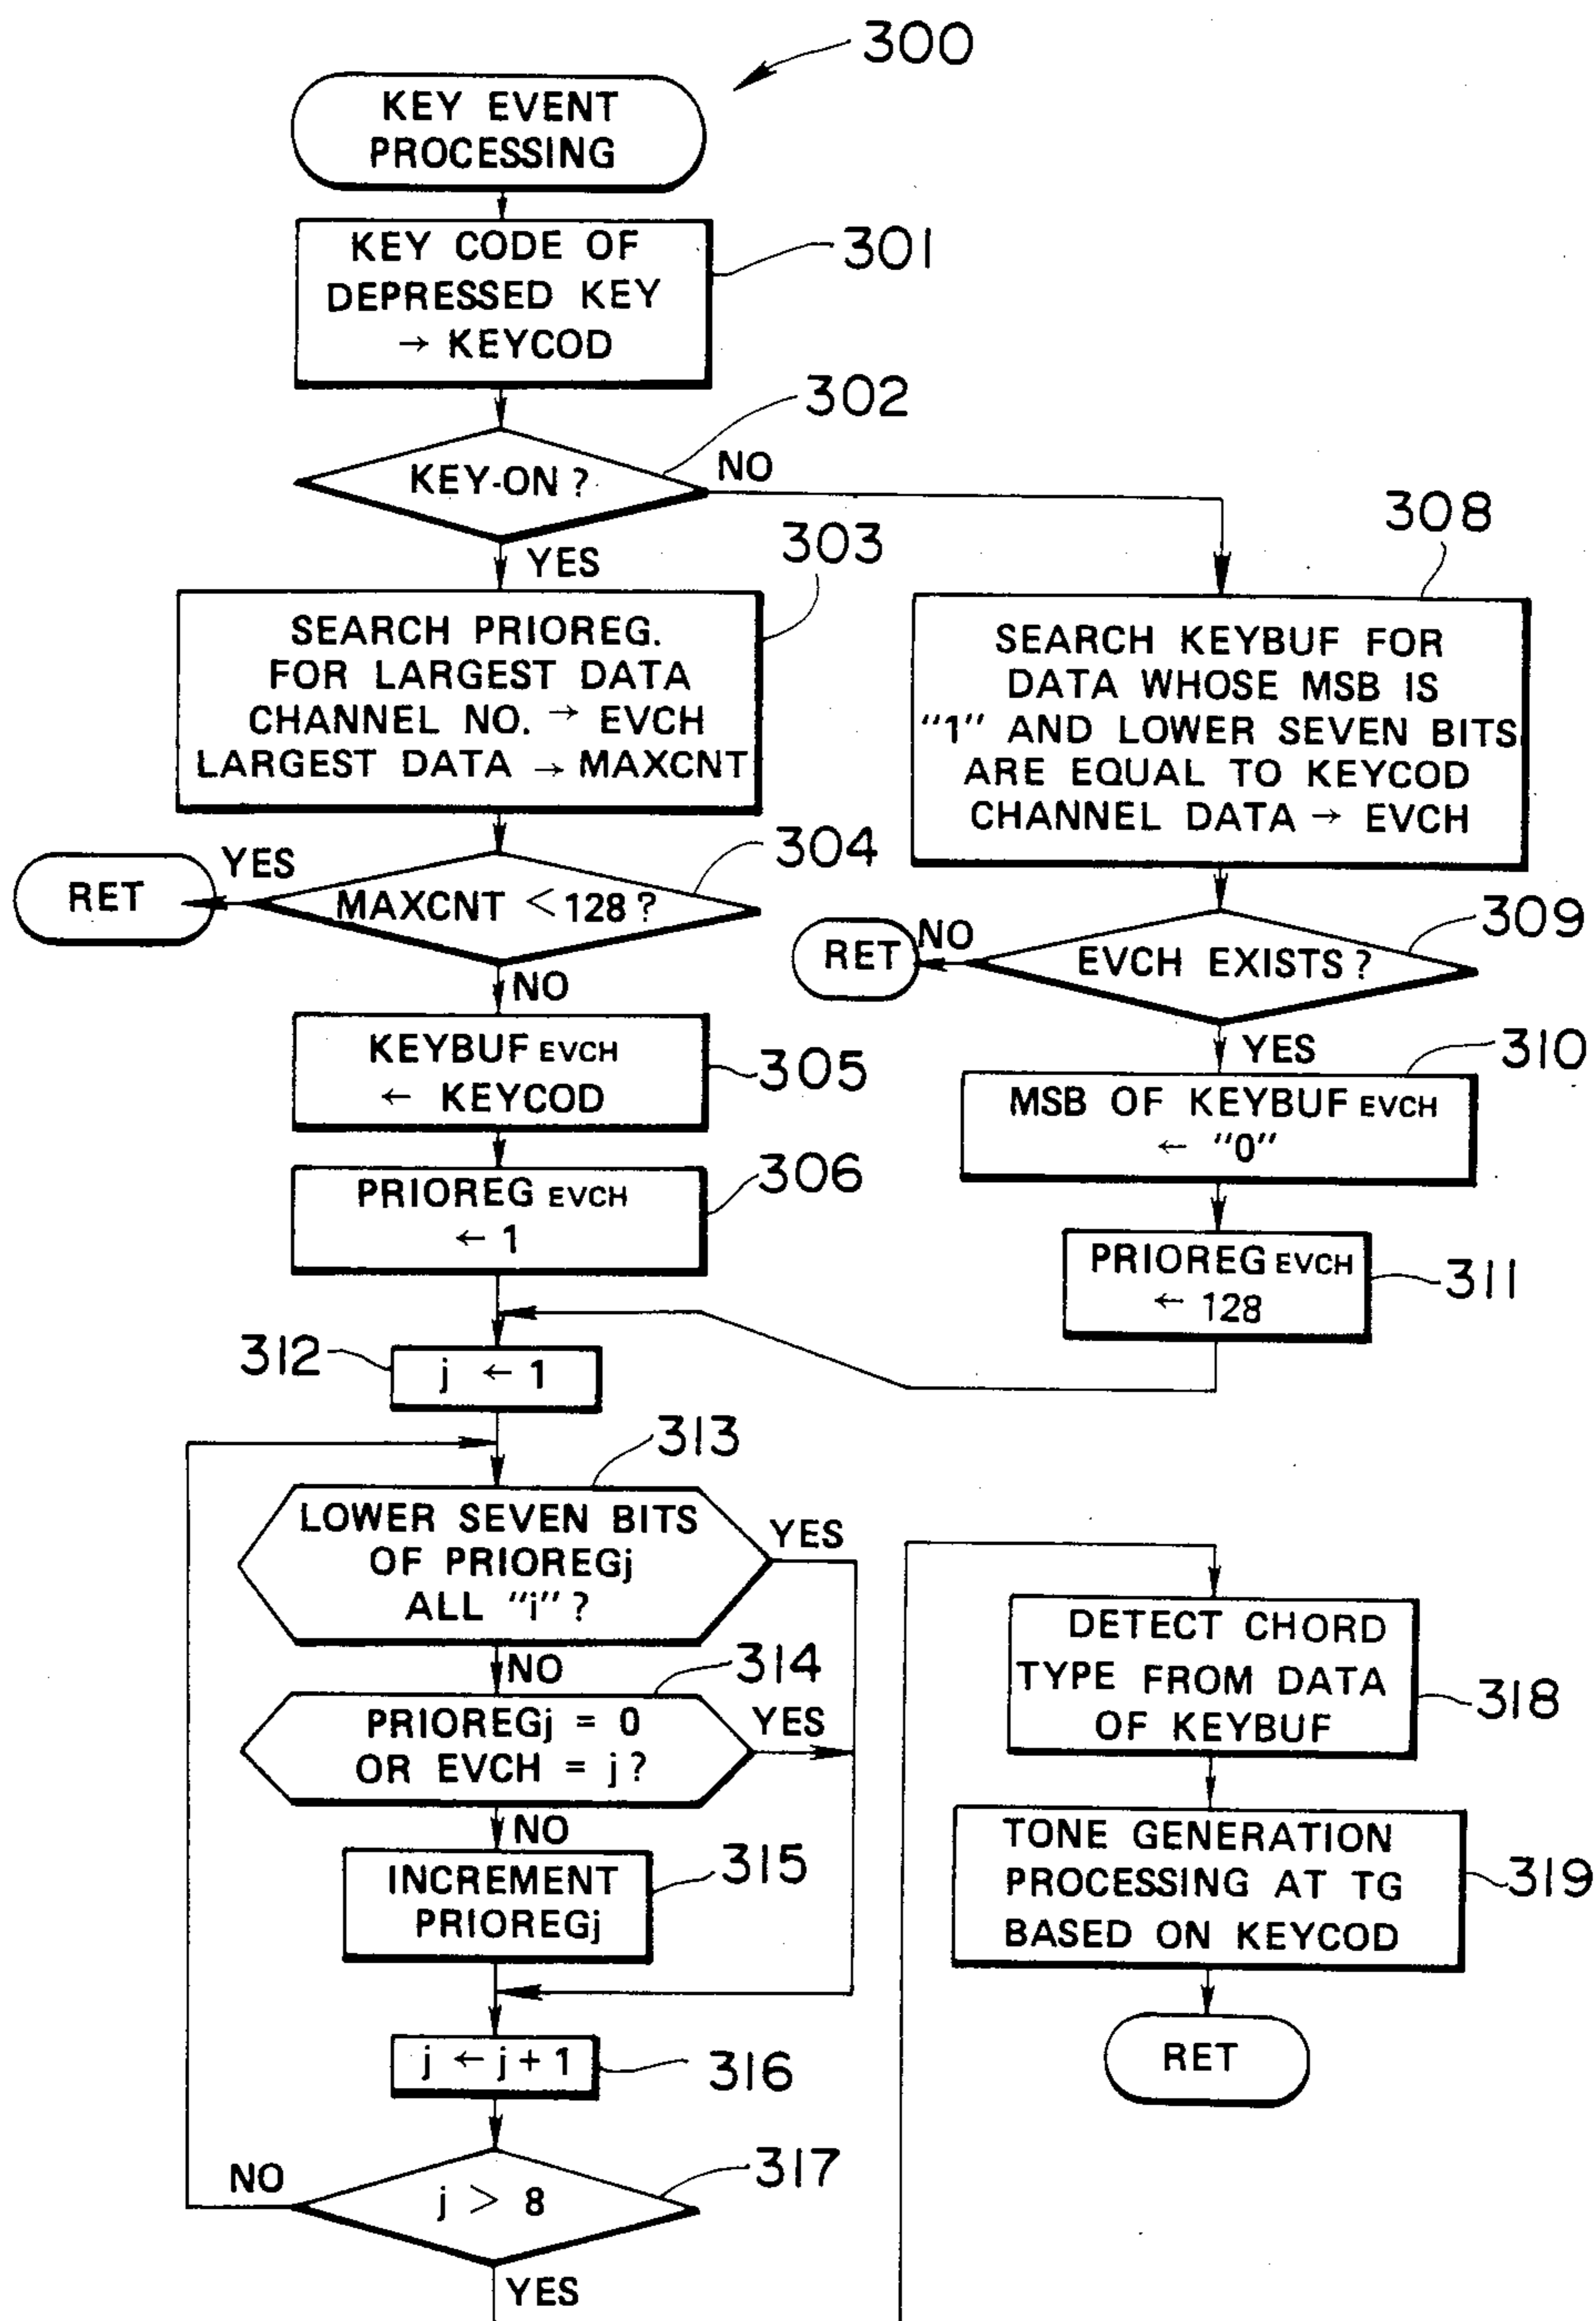 300
KEY EVENT
PROCESSING
KEY CODE OF
DEPRESSED KEY
→ KEYCOD
301
302
KEY-ON ?
NO
YES
303
SEARCH PRIOREG.
FOR LARGEST DATA
CHANNEL NO. → EVCH
LARGEST DATA → MAXCNT
308
SEARCH KEYBUF FOR
DATA WHOSE MSB IS
"1" AND LOWER SEVEN BITS
ARE EQUAL TO KEYCOD
CHANNEL DATA → EVCH
304
MAXCNT < 128 ?
YES
RET
NO
309
EVCH EXISTS ?
NO
RET
YES
KEYBUF EVCH
← KEYCOD
305
310
MSB OF KEYBUF EVCH
← "0"
PRIOREG EVCH
← 1
306
PRIOREG EVCH
← 128
311
312
j ← 1
313
LOWER SEVEN BITS
OF PRIOREGj
ALL "i" ?
YES
NO
314
PRIOREGj = 0
OR EVCH = j ?
YES
NO
INCREMENT
PRIOREGj
315
j ← j + 1
316
317
j > 8
NO
YES
DETECT CHORD
TYPE FROM DATA
OF KEYBUF
318
TONE GENERATION
PROCESSING AT TG
BASED ON KEYCOD
319
RET